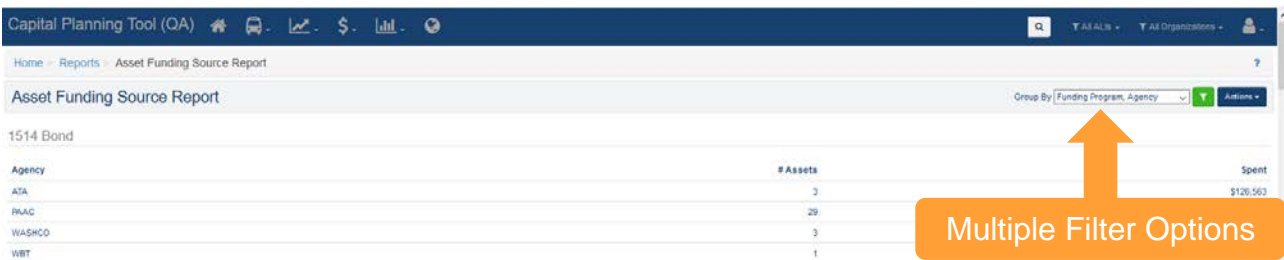 Capital Planning Tool (QA) $ All ALIs All Organizations
Home Reports Asset Funding Source Report ?
Asset Funding Source Report Group By Funding Program, Agency Actions
1514 Bond
Agency # Assets Spent
ATA 3 $126,563
PAAC 29
WASHCO 3
WBT 1
Multiple Filter Options